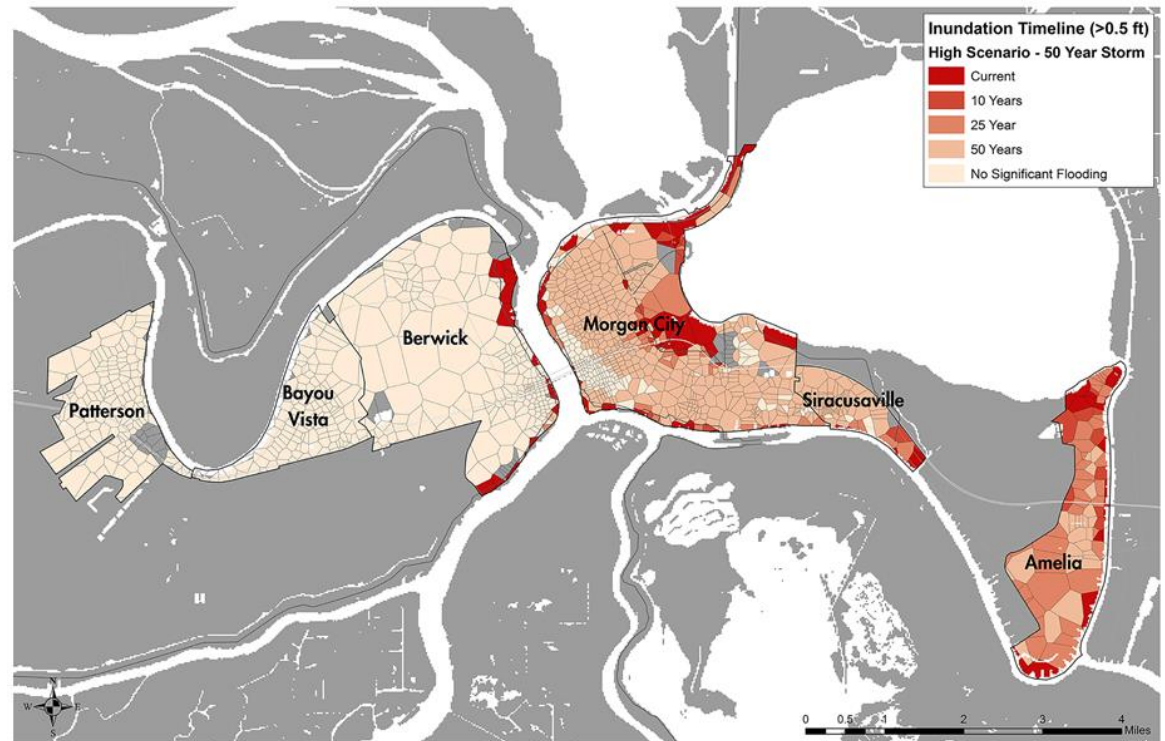 Inundation Timeline (>0.5 ft)
High Scenario - 50 Year Storm
Current
10 Years
25 Year
50 Years
No Significant Flooding
Berwick
Morgan City
Bayou
Vista
Patterson
Siracusaville
Amelia
N
W
E
S
0 0.5 1 2 3 4
Miles